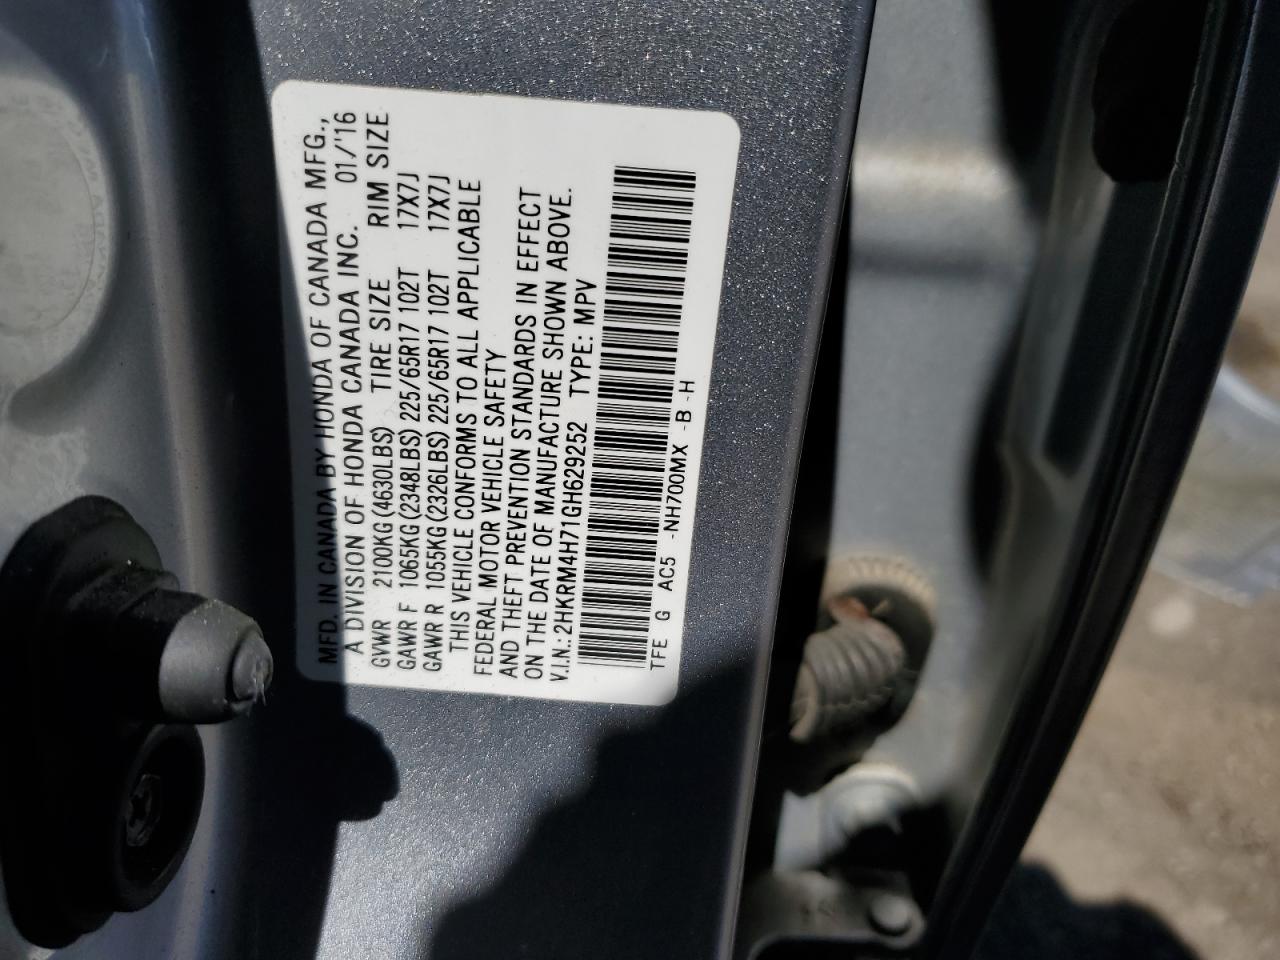 MFD. IN CANADA BY HONDA OF CANADA MFG.,
A DIVISION OF HONDA CANADA INC. 01/'16
GVWR 2100KG(4630LBS) TIRE SIZE RIM SIZE
GAWR F 1065KG(2348LBS) 225/65R17 102T 17X7J
GAWR R 1055KG(2326LBS) 225/65R17 102T 17X7J
THIS VEHICLE CONFORMS TO ALL APPLICABLE
FEDERAL MOTOR VEHICLE SAFETY
AND THEFT PREVENTION STANDARDS IN EFFECT
ON THE DATE OF MANUFACTURE SHOWN ABOVE.
V.I.N.: 2HKRM4H71GH629252 TYPE: MPV
TFE G AC5 -NH700MX -B -H